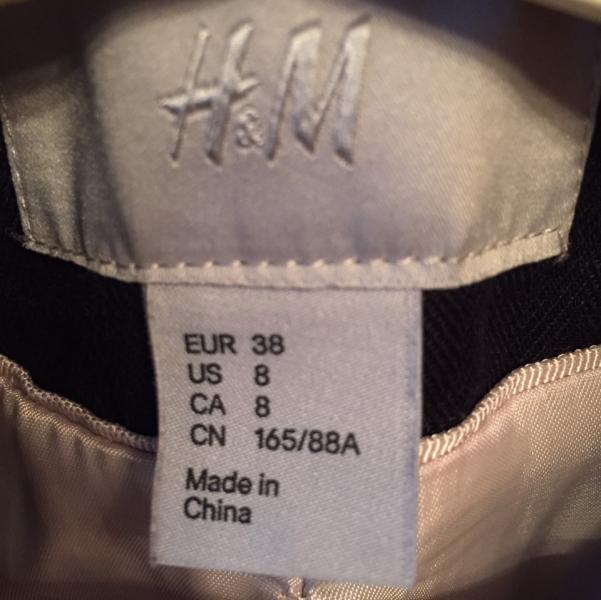 H&M
EUR 38
US 8
CA 8
CN 165/88A
Made in
China